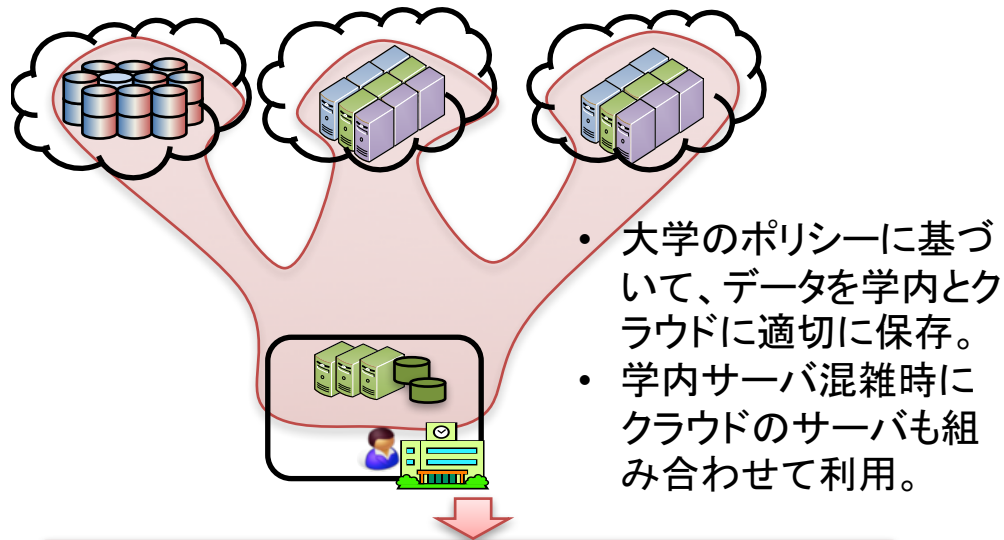 • 大学のポリシーに基づ
いて、データを学内とク
ラウドに適切に保存。
• 学内サーバ混雑時に
クラウドのサーバも組
み合わせて利用。